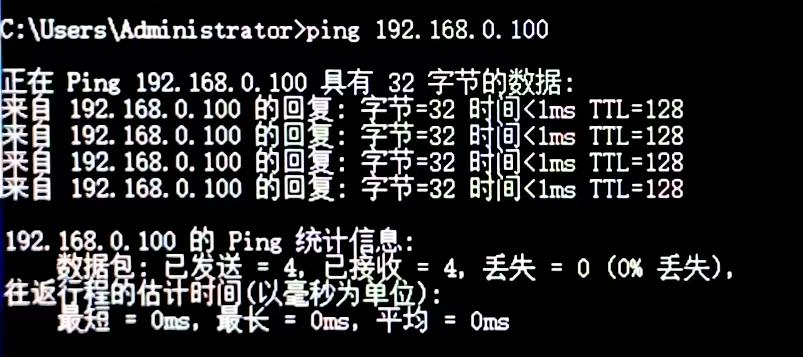 C:\Users\Administrator>ping 192.168.0.100
正在 Ping 192.168.0.100 具有 32 字节的数据:
来自 192.168.0.100 的回复: 字节=32 时间<1ms TTL=128
来自 192.168.0.100 的回复: 字节=32 时间<1ms TTL=128
来自 192.168.0.100 的回复: 字节=32 时间<1ms TTL=128
来自 192.168.0.100 的回复: 字节=32 时间<1ms TTL=128
192.168.0.100 的 Ping 统计信息:
数据包: 已发送 = 4, 已接收 = 4, 丢失 = 0 (0% 丢失),
往返行程的估计时间(以毫秒为单位):
最短 = 0ms, 最长 = 0ms, 平均 = 0ms